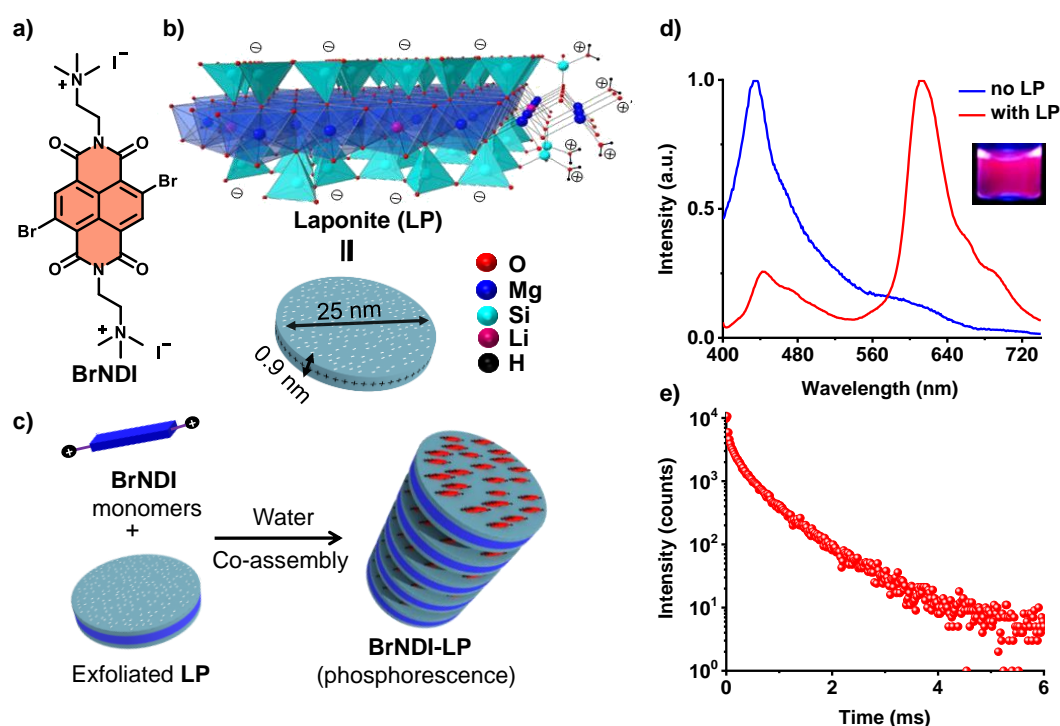 a)
I⁻
N
+
N
O
O
Br
Br
O
O
N
N
+
I⁻
BrNDI
b)
Laponite (LP)
25 nm
0.9 nm
O
Mg
Si
Li
H
c)
BrNDI
monomers
+
Exfoliated LP
Water
Co-assembly
BrNDI-LP
(phosphorescence)
d)
no LP
with LP
Intensity (a.u.)
1.0
0.5
0.0
400 480 560 640 720
Wavelength (nm)
e)
Intensity (counts)
10⁴
10³
10²
10¹
10⁰
0 2 4 6
Time (ms)